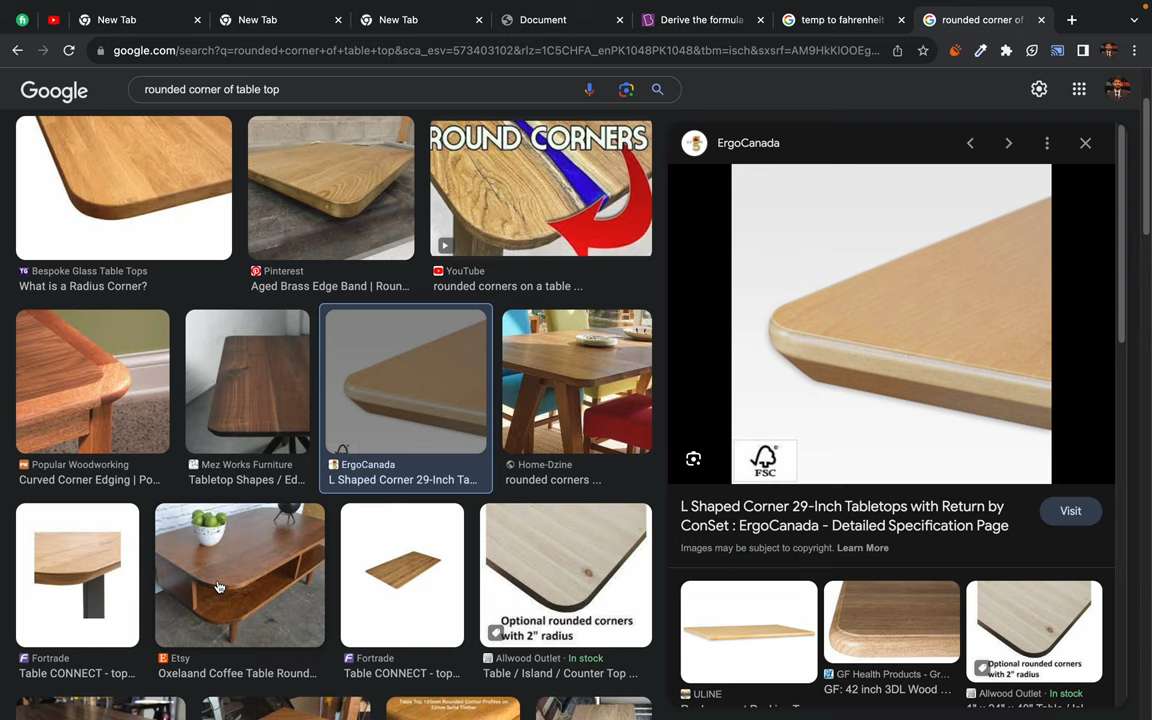 New Tab
New Tab
New Tab
Document
Derive the formula
temp to fahrenheit
rounded corner of
google.com/search?q=rounded+corner+of+table+top&sca_esv=573403102&rlz=1C5CHFA_enPK1048PK1048&tbm=isch&sxsrf=AM9HkKlOOEg...
Google
rounded corner of table top
ROUND CORNERS
Bespoke Glass Table Tops
What is a Radius Corner?
Pinterest
Aged Brass Edge Band | Roun...
YouTube
rounded corners on a table ...
Popular Woodworking
Curved Corner Edging | Po...
Mez Works Furniture
Tabletop Shapes / Ed...
ErgoCanada
L Shaped Corner 29-Inch Ta...
Home-Dzine
rounded corners ...
Optional rounded corners
with 2" radius
Fortrade
Table CONNECT - top...
Etsy
Oxelaand Coffee Table Round...
Fortrade
Table CONNECT - top...
Allwood Outlet · In stock
Table / Island / Counter Top ...
Table Top 100mm Rounded Corner Profiles on
ErgoCanada
FSC
L Shaped Corner 29-Inch Tabletops with Return by
ConSet : ErgoCanada - Detailed Specification Page
Visit
Images may be subject to copyright. Learn More
Optional rounded corners
with 2" radius
ULINE
GF Health Products - Gr...
GF: 42 inch 3DL Wood ...
Allwood Outlet · In stock